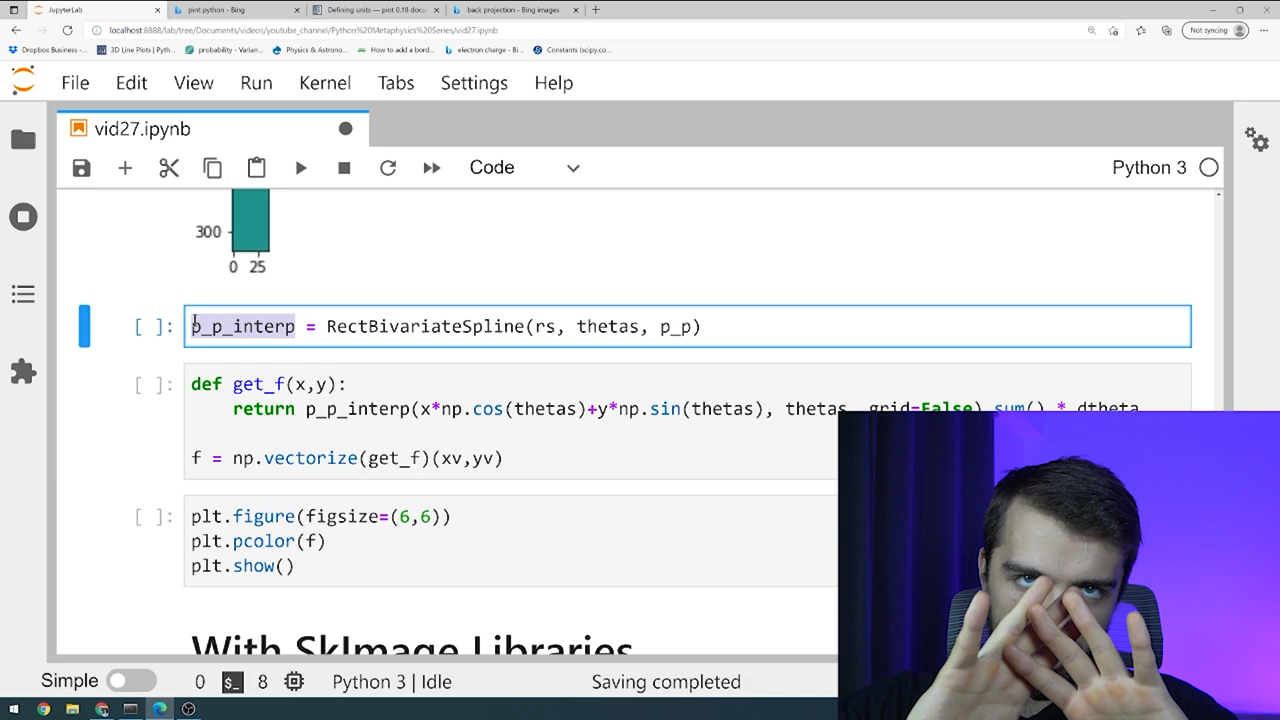 JupyterLab
pint python - Bing
Defining units — pint 0.18 doc
back projection - Bing images
localhost:8888/lab/tree/Documents/videos/youtube_channel/Python%20Metaphysics%20Series/vid27.ipynb
Not syncing
Dropbox Business -...
3D Line Plots | Pyth...
probability - Varian...
Physics & Astrono...
How to add a bord...
electron charge - Bi...
Constants (scipy.co...
File Edit View Run Kernel Tabs Settings Help
vid27.ipynb
Code
Python 3
300
0 25
[ ]: p_p_interp = RectBivariateSpline(rs, thetas, p_p)
[ ]: def get_f(x,y):
return p_p_interp(x*np.cos(thetas)+y*np.sin(thetas), thetas, grid=False).sum() * dtheta
f = np.vectorize(get_f)(xv,yv)
[ ]: plt.figure(figsize=(6,6))
plt.pcolor(f)
plt.show()
With SkImage Libraries
Simple 0 8 Python 3 | Idle Saving completed